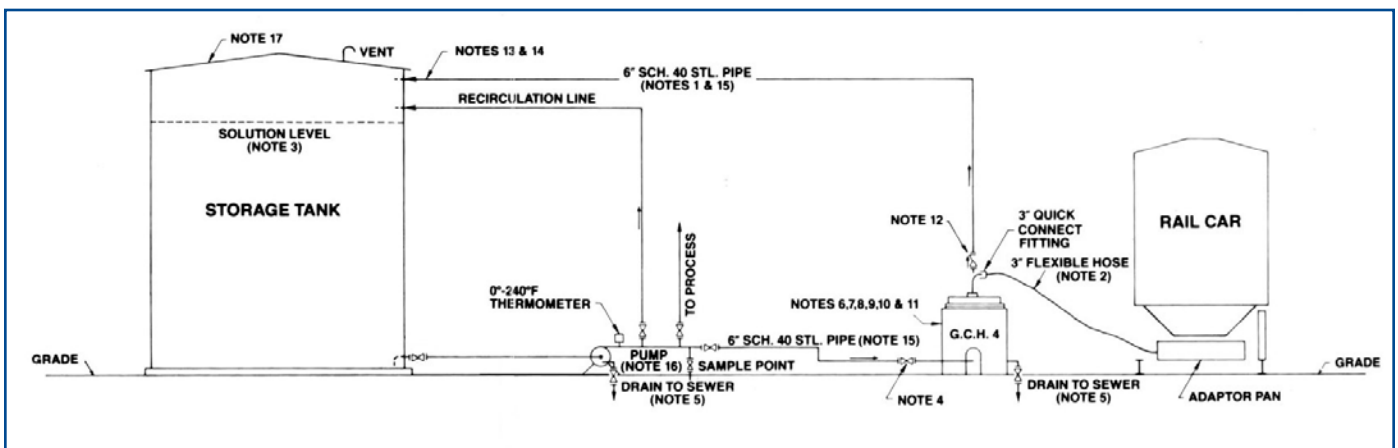 NOTE 17
VENT
NOTES 13 & 14
6" SCH. 40 STL. PIPE
(NOTES 1 & 15)
RECIRCULATION LINE
SOLUTION LEVEL
(NOTE 3)
STORAGE TANK
RAIL CAR
NOTE 12
3" QUICK
CONNECT
FITTING
3" FLEXIBLE HOSE
(NOTE 2)
TO PROCESS
0°-240°F
THERMOMETER
NOTES 6,7,8,9,10 & 11
G.C.H. 4
6" SCH. 40 STL. PIPE (NOTE 15)
GRADE
PUMP
(NOTE 16)
SAMPLE POINT
GRADE
DRAIN TO SEWER
(NOTE 5)
NOTE 4
DRAIN TO SEWER
(NOTE 5)
ADAPTOR PAN